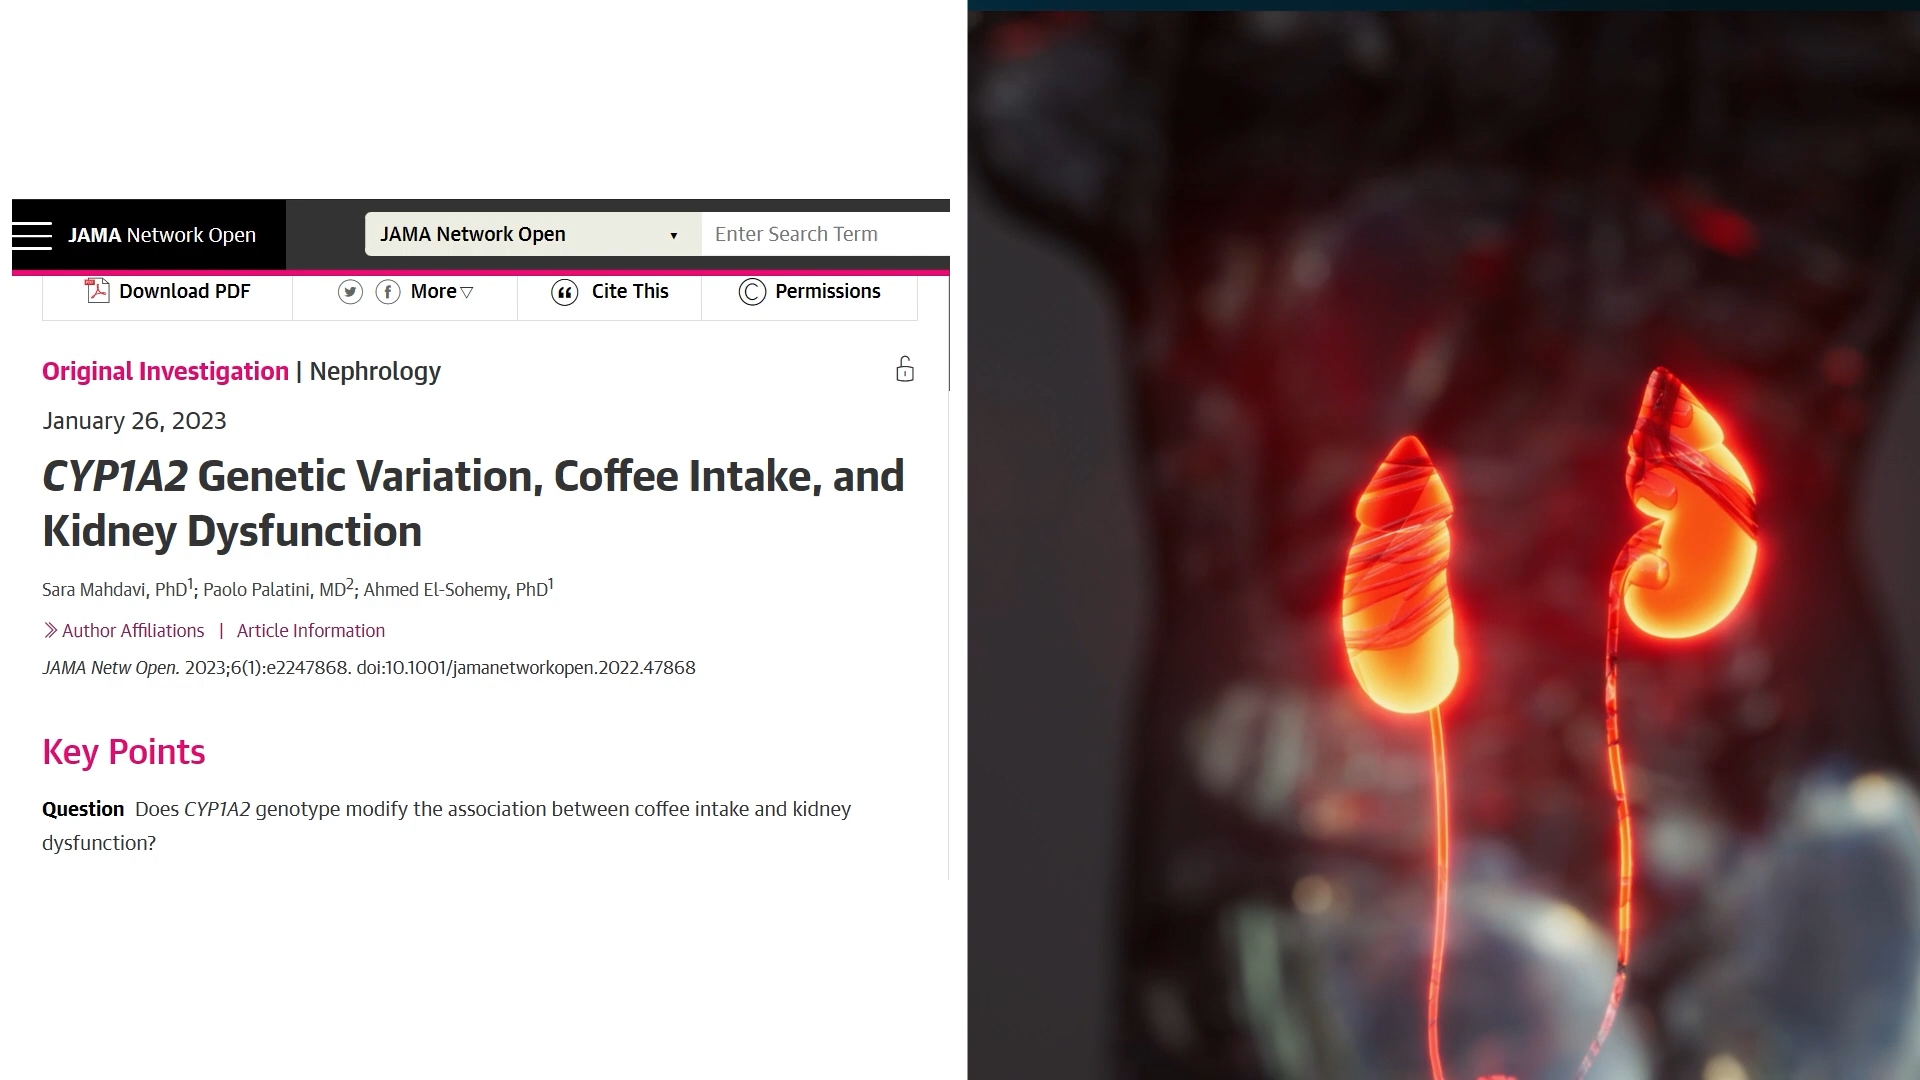 JAMA Network Open
JAMA Network Open
Enter Search Term
Download PDF
More
Cite This
Permissions
Original Investigation | Nephrology
January 26, 2023
CYP1A2 Genetic Variation, Coffee Intake, and
Kidney Dysfunction
Sara Mahdavi, PhD1; Paolo Palatini, MD2; Ahmed El-Sohemy, PhD1
Author Affiliations | Article Information
JAMA Netw Open. 2023;6(1):e2247868. doi:10.1001/jamanetworkopen.2022.47868
Key Points
Question Does CYP1A2 genotype modify the association between coffee intake and kidney
dysfunction?